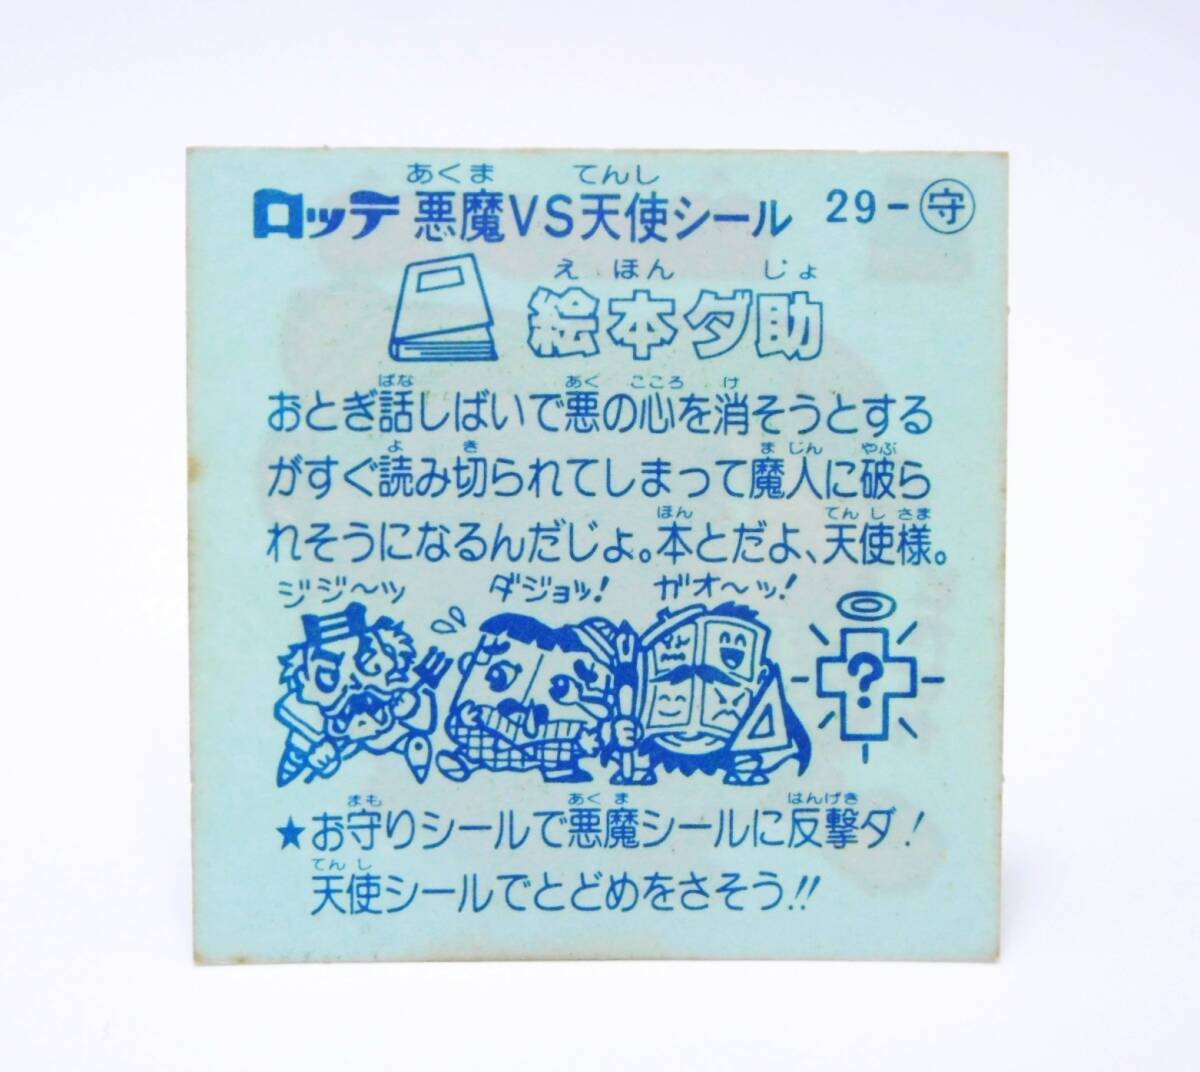 あくま てんし
ロッテ 悪魔VS天使シール 29-守
え ほん じょ
絵本ダ助
ばな あく こころ け
おとぎ話しばいで悪の心を消そうとする
よ き ま じん やぶ
がすぐ読み切られてしまって魔人に破ら
ほん てん し さま
れそうになるんだじょ。本とだよ、天使様。
ジジ〜ッ ダジョッ! ガオ〜ッ!
?
まも あく ま はんげき
★お守りシールで悪魔シールに反撃ダ!
てん し
天使シールでとどめをさそう!!